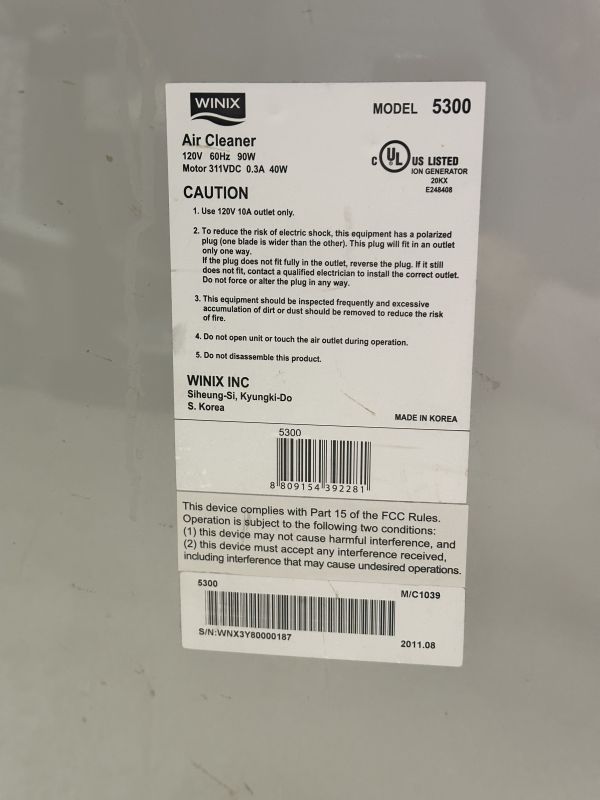 WINIX
MODEL 5300
Air Cleaner
120V 60Hz 90W
Motor 311VDC 0.3A 40W
C UL US LISTED
ION GENERATOR
20KX
E248408
CAUTION
1. Use 120V 10A outlet only.
2. To reduce the risk of electric shock, this equipment has a polarized
plug (one blade is wider than the other). This plug will fit in an outlet
only one way.
If the plug does not fit fully in the outlet, reverse the plug. If it still
does not fit, contact a qualified electrician to install the correct outlet.
Do not force or alter the plug in any way.
3. This equipment should be inspected frequently and excessive
accumulation of dirt or dust should be removed to reduce the risk
of fire.
4. Do not open unit or touch the air outlet during operation.
5. Do not disassemble this product.
WINIX INC
Siheung-Si, Kyungki-Do
S. Korea
MADE IN KOREA
5300
8 809154 392281
This device complies with Part 15 of the FCC Rules.
Operation is subject to the following two conditions:
(1) this device may not cause harmful interference, and
(2) this device must accept any interference received,
including interference that may cause undesired operations.
5300
M/C1039
S/N:WNX3Y80000187
2011.08